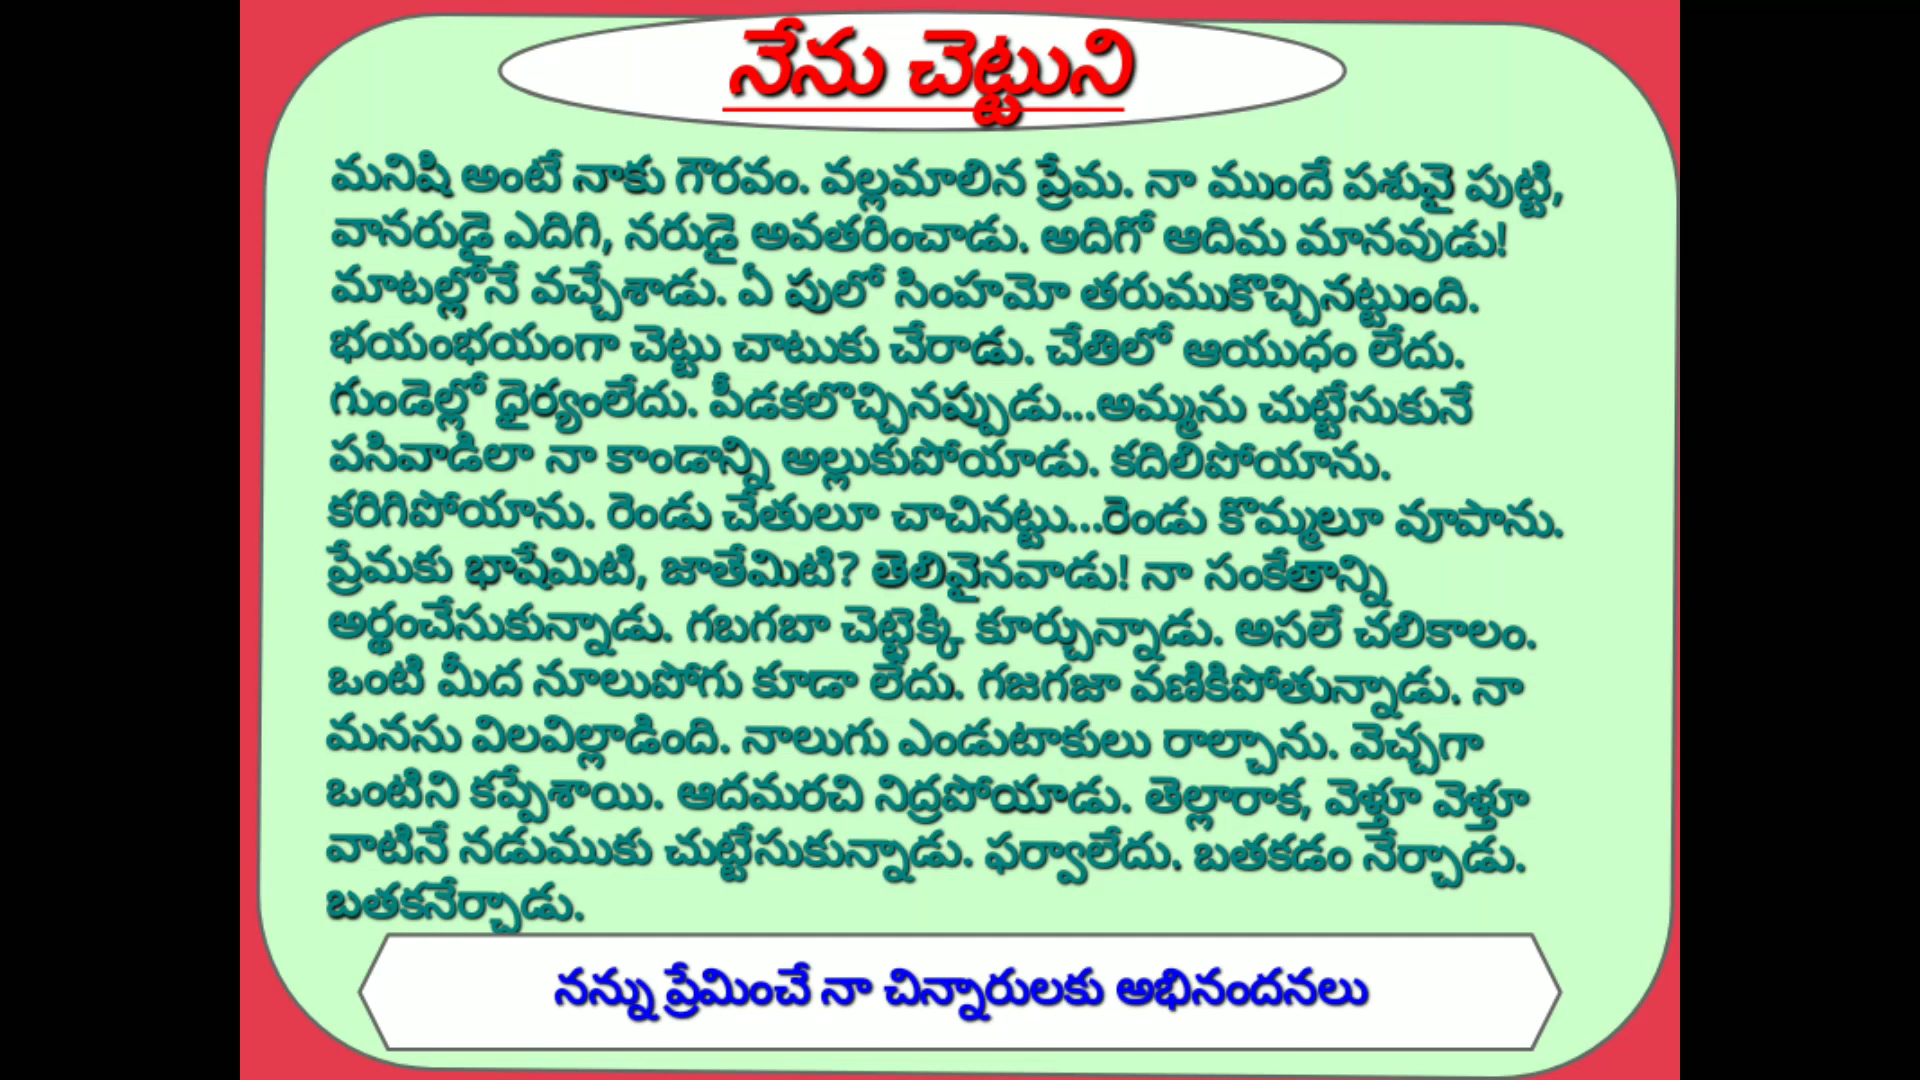 నేను చెట్టుని
మనిషి అంటే నాకు గౌరవం. వల్లమాలిన ప్రేమ. నా ముందే పశువై పుట్టి,
వానరుడై ఎదిగి, నరుడై అవతరించాడు. అదిగో ఆదిమ మానవుడు!
మాటల్లోనే వచ్చేశాడు. ఏ పులో సింహమో తరుముకొచ్చినట్టుంది.
భయంభయంగా చెట్టు చాటుకు చేరాడు. చేతిలో ఆయుధం లేదు.
గుండెల్లో ధైర్యంలేదు. పీడకలొచ్చినప్పుడు...అమ్మను చుట్టేసుకునే
పసివాడిలా నా కాండాన్ని అల్లుకుపోయాడు. కదిలిపోయాను.
కరిగిపోయాను. రెండు చేతులూ చాచినట్టు...రెండు కొమ్మలూ వూపాను.
ప్రేమకు భాషేమిటి, జాతేమిటి? తెలివైనవాడు! నా సంకేతాన్ని
అర్థంచేసుకున్నాడు. గబగబా చెట్టెక్కి కూర్చున్నాడు. అసలే చలికాలం.
ఒంటి మీద నూలుపోగు కూడా లేదు. గజగజా వణికిపోతున్నాడు. నా
మనసు విలవిల్లాడింది. నాలుగు ఎండుటాకులు రాల్చాను. వెచ్చగా
ఒంటిని కప్పేశాయి. ఆదమరచి నిద్రపోయాడు. తెల్లారాక, వెళ్తూ వెళ్తూ
వాటినే నడుముకు చుట్టేసుకున్నాడు. ఫర్వాలేదు. బతకడం నేర్చాడు.
బతకనేర్చాడు.
నన్ను ప్రేమించే నా చిన్నారులకు అభినందనలు